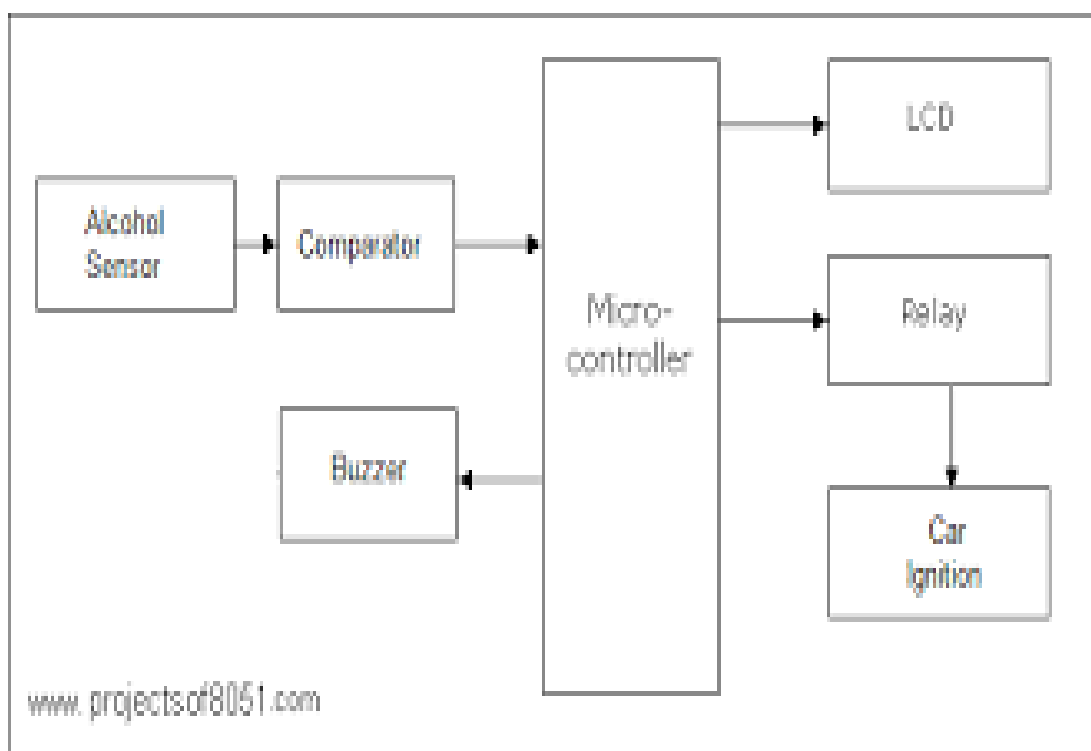 Alcohol
Sensor
Comparator
Micro-
controller
LCD
Relay
Buzzer
Car
Ignition
www.projectsof8051.com